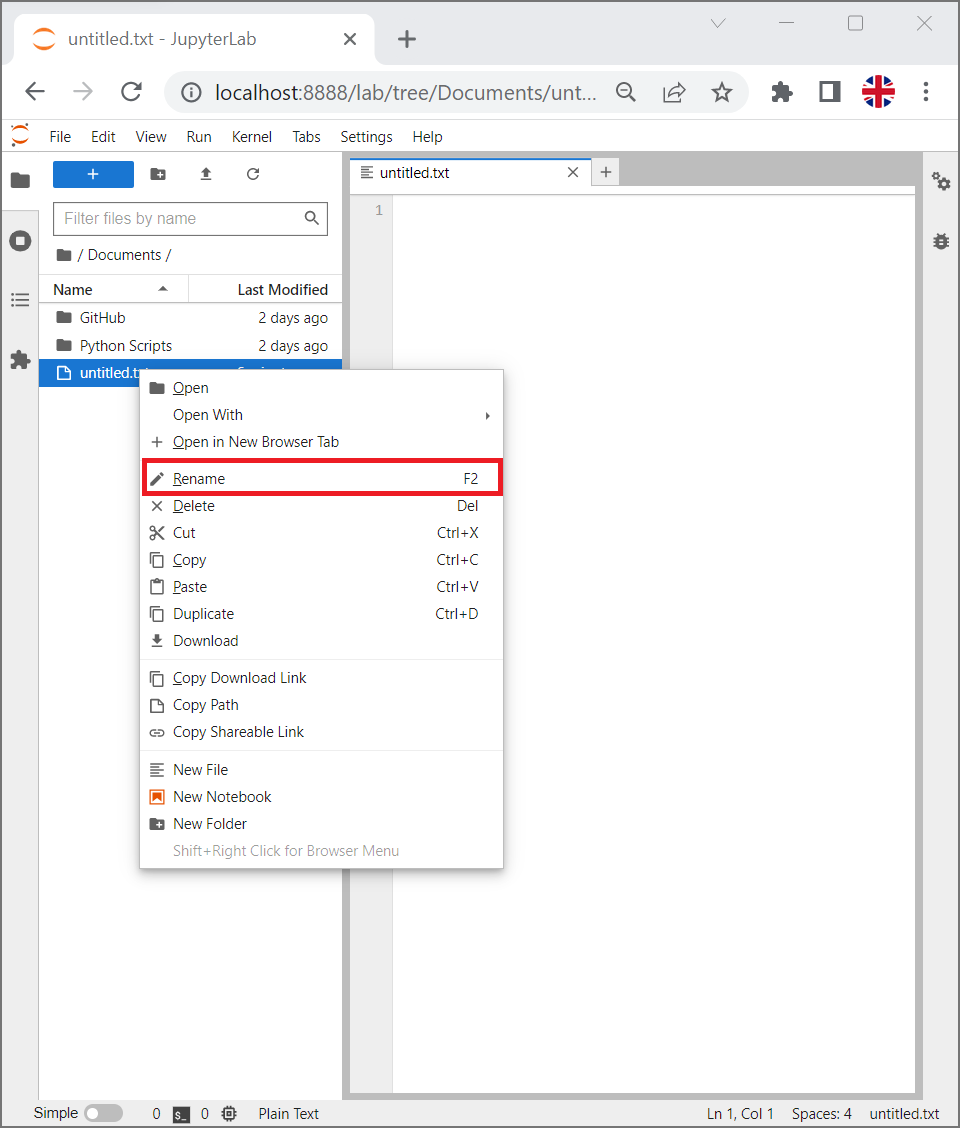 untitled.txt - JupyterLab
localhost:8888/lab/tree/Documents/unt...
File Edit View Run Kernel Tabs Settings Help
untitled.txt
Filter files by name
/ Documents /
Name Last Modified
GitHub 2 days ago
Python Scripts 2 days ago
untitled.txt
1
Open
Open With
Open in New Browser Tab
Rename F2
Delete Del
Cut Ctrl+X
Copy Ctrl+C
Paste Ctrl+V
Duplicate Ctrl+D
Download
Copy Download Link
Copy Path
Copy Shareable Link
New File
New Notebook
New Folder
Shift+Right Click for Browser Menu
Simple 0 $_ 0 Plain Text Ln 1, Col 1 Spaces: 4 untitled.txt